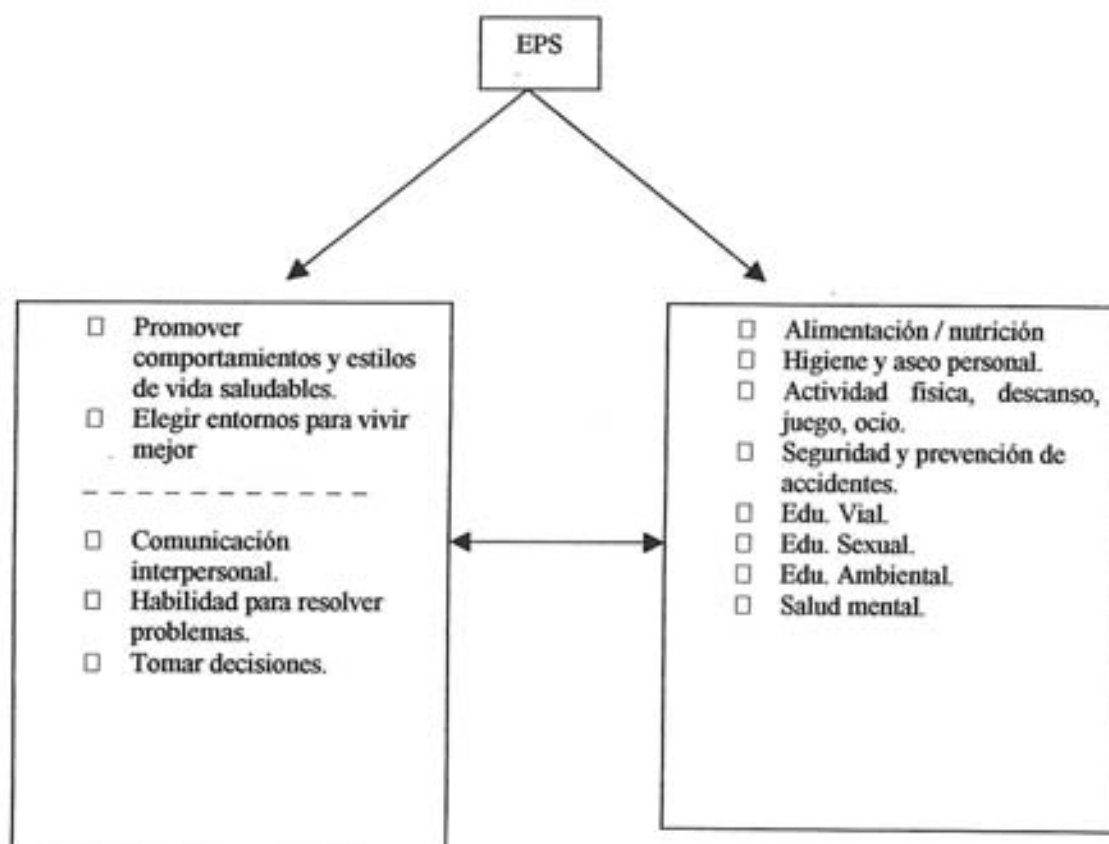 EPS
□ Promover
comportamientos y estilos
de vida saludables.
□ Elegir entornos para vivir
mejor
□ Comunicación
interpersonal.
□ Habilidad para resolver
problemas.
□ Tomar decisiones.
□ Alimentación / nutrición
□ Higiene y aseo personal.
□ Actividad física, descanso,
juego, ocio.
□ Seguridad y prevención de
accidentes.
□ Edu. Vial.
□ Edu. Sexual.
□ Edu. Ambiental.
□ Salud mental.